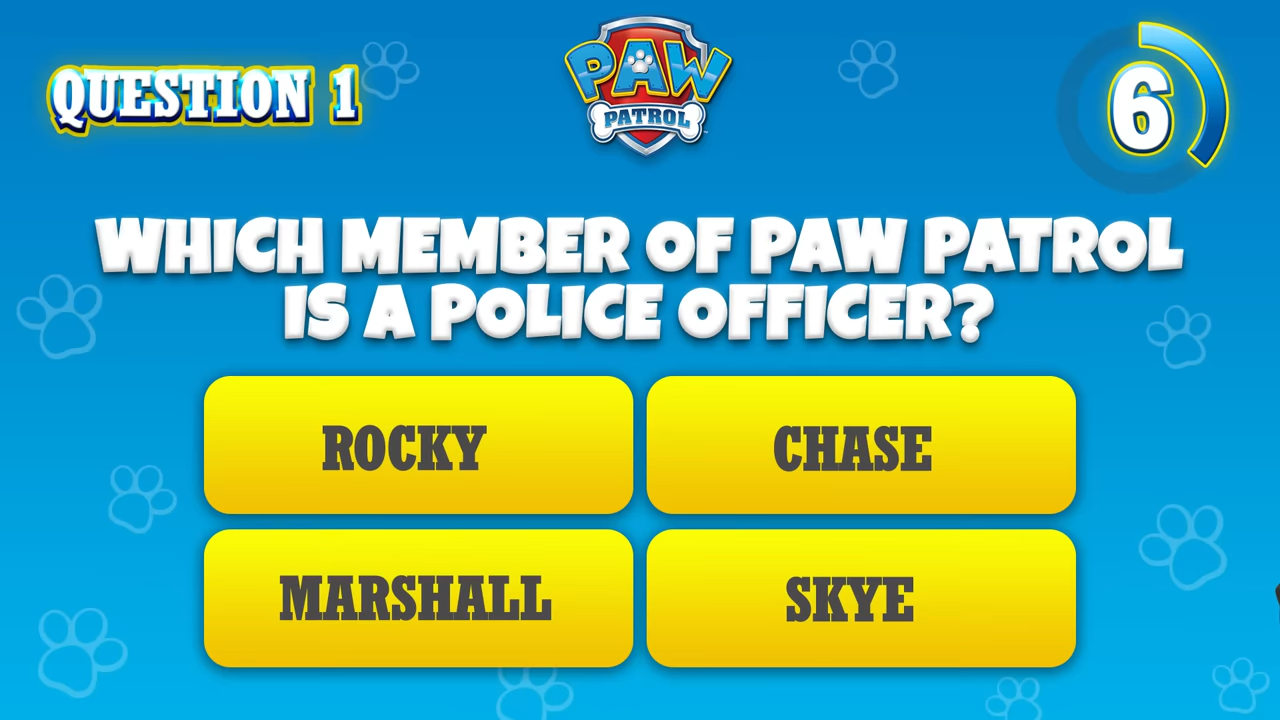 QUESTION 1
PAW
PATROL
6
WHICH MEMBER OF PAW PATROL
IS A POLICE OFFICER?
ROCKY
CHASE
MARSHALL
SKYE